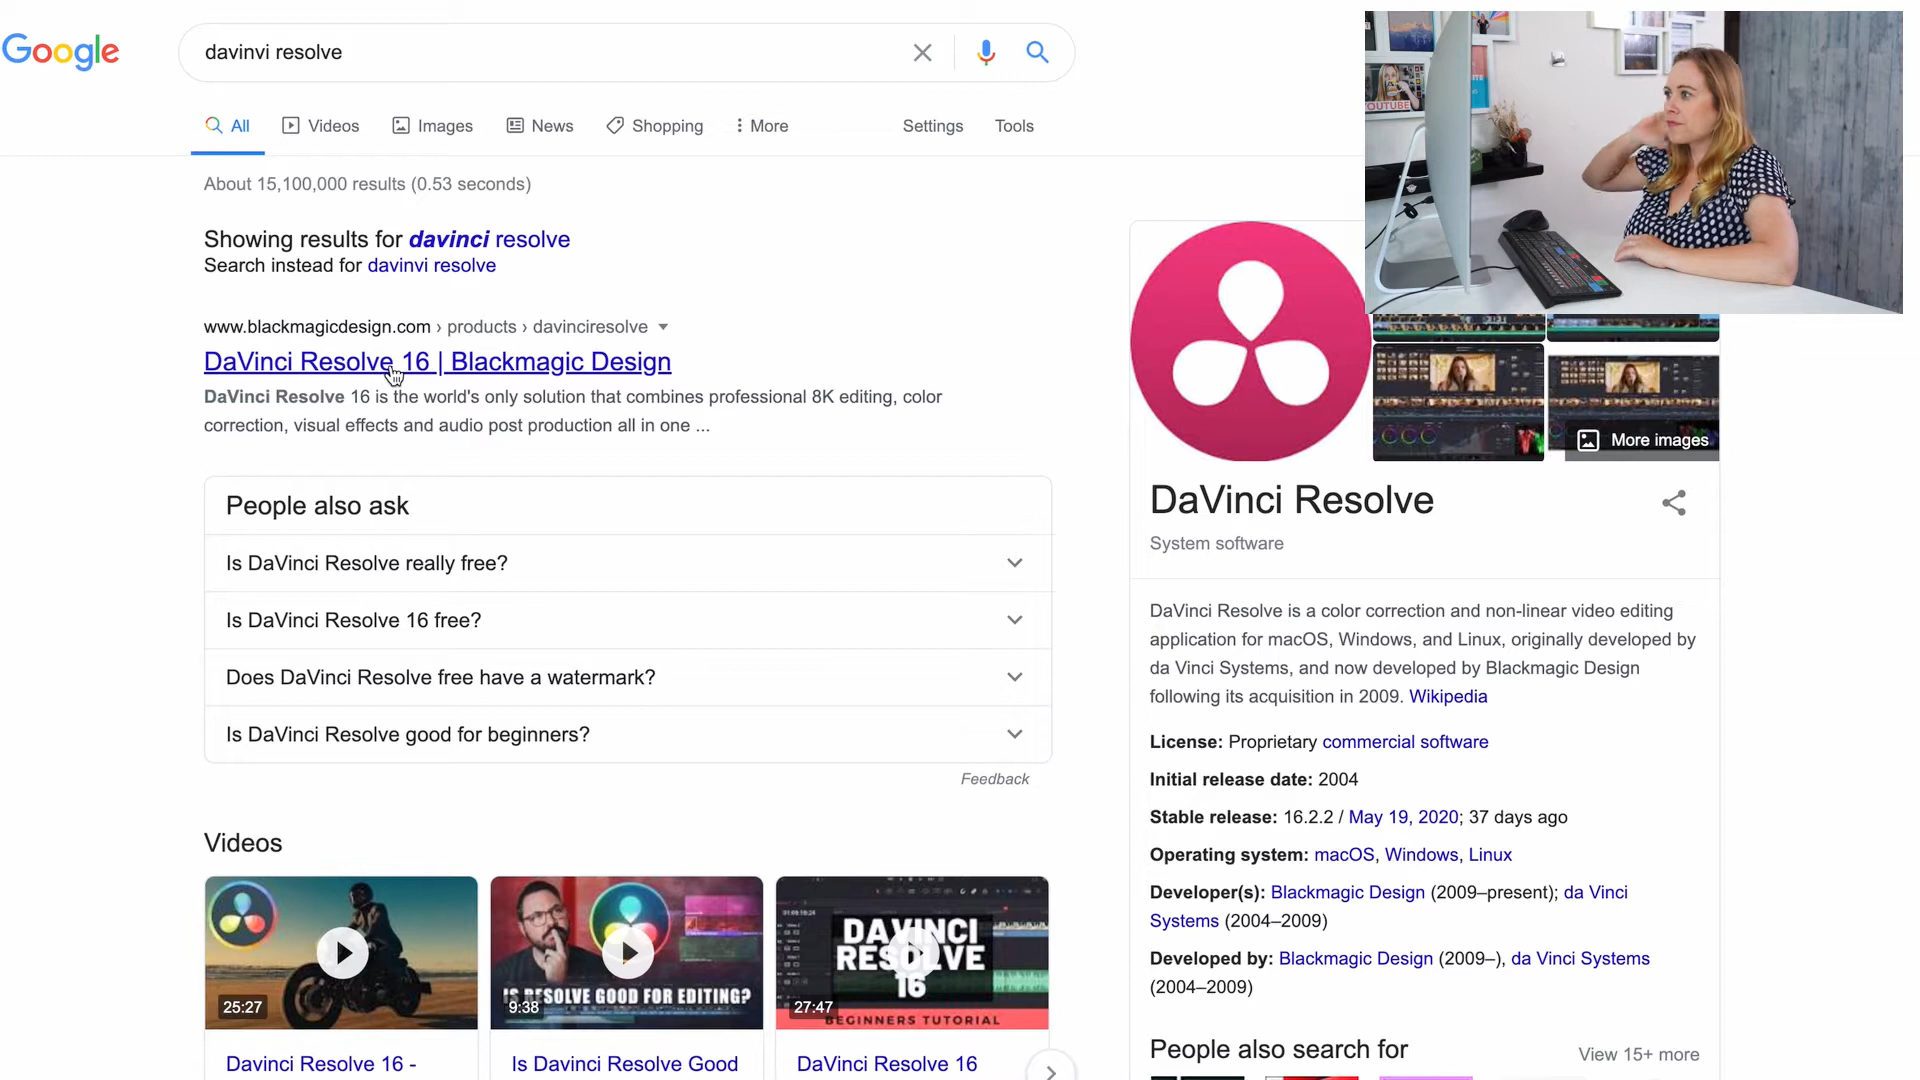 Google
davinvi resolve
All
Videos
Images
News
Shopping
More
Settings
Tools
About 15,100,000 results (0.53 seconds)
Showing results for davinci resolve
Search instead for davinvi resolve
www.blackmagicdesign.com › products › davinciresolve
DaVinci Resolve 16 | Blackmagic Design
DaVinci Resolve 16 is the world's only solution that combines professional 8K editing, color
correction, visual effects and audio post production all in one ...
People also ask
Is DaVinci Resolve really free?
Is DaVinci Resolve 16 free?
Does DaVinci Resolve free have a watermark?
Is DaVinci Resolve good for beginners?
Feedback
Videos
25:27
IS RESOLVE GOOD FOR EDITING?
9:38
DAVINCI
RESOLVE
16
27:47
BEGINNERS TUTORIAL
Davinci Resolve 16 -
Is Davinci Resolve Good
DaVinci Resolve 16
YOUTUBE
More images
DaVinci Resolve
System software
DaVinci Resolve is a color correction and non-linear video editing
application for macOS, Windows, and Linux, originally developed by
da Vinci Systems, and now developed by Blackmagic Design
following its acquisition in 2009. Wikipedia
License: Proprietary commercial software
Initial release date: 2004
Stable release: 16.2.2 / May 19, 2020; 37 days ago
Operating system: macOS, Windows, Linux
Developer(s): Blackmagic Design (2009–present); da Vinci
Systems (2004–2009)
Developed by: Blackmagic Design (2009–), da Vinci Systems
(2004–2009)
People also search for
View 15+ more